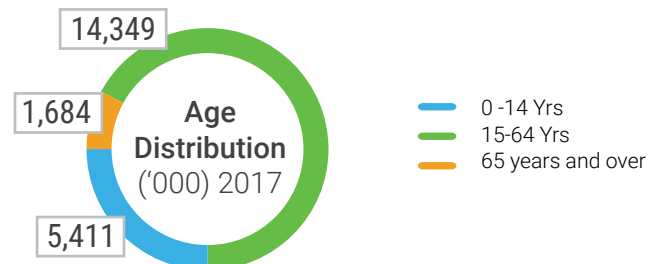 14,349
1,684
Age
Distribution
(‘000) 2017
5,411
0 -14 Yrs
15-64 Yrs
65 years and over